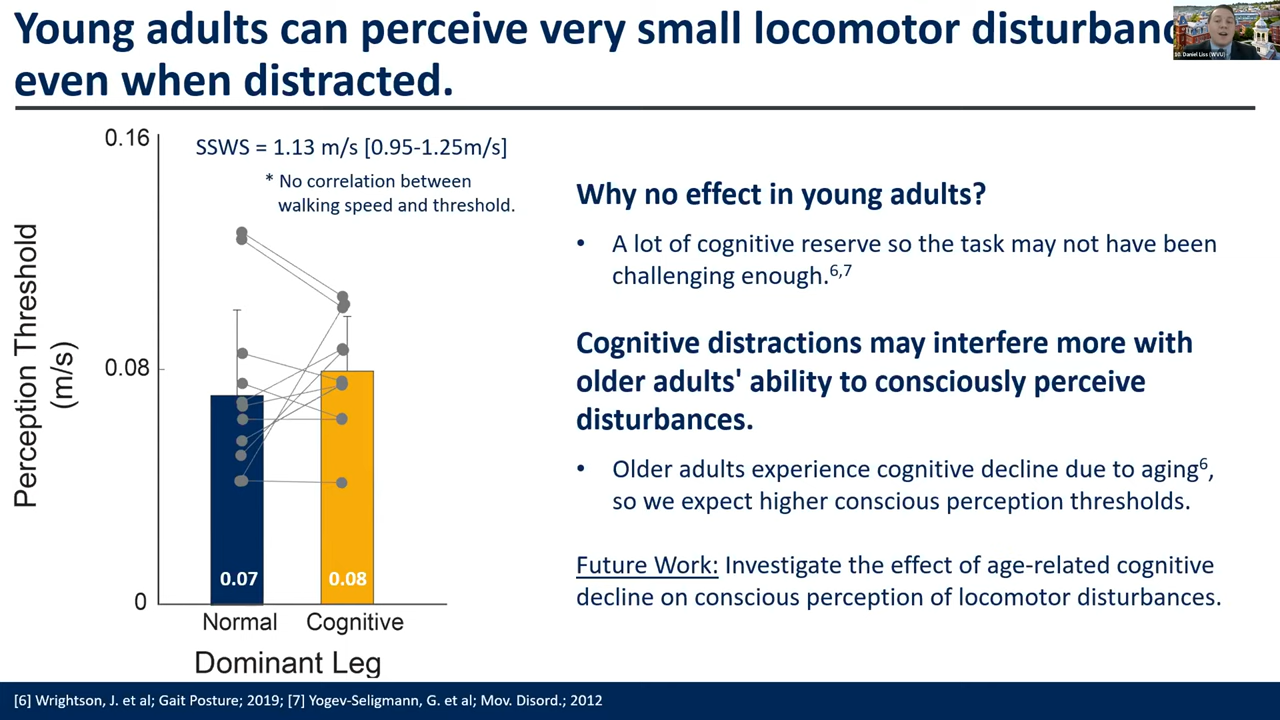 Young adults can perceive very small locomotor disturbanc
even when distracted.
10. Daniel Liss (WVU)
0.16
SSWS = 1.13 m/s [0.95-1.25m/s]
* No correlation between
walking speed and threshold.
Perception Threshold
(m/s)
0.08
0
0.07
0.08
Normal
Cognitive
Dominant Leg
Why no effect in young adults?
• A lot of cognitive reserve so the task may not have been
challenging enough.6,7
Cognitive distractions may interfere more with
older adults' ability to consciously perceive
disturbances.
• Older adults experience cognitive decline due to aging6,
so we expect higher conscious perception thresholds.
Future Work: Investigate the effect of age-related cognitive
decline on conscious perception of locomotor disturbances.
[6] Wrightson, J. et al; Gait Posture; 2019; [7] Yogev-Seligmann, G. et al; Mov. Disord.; 2012